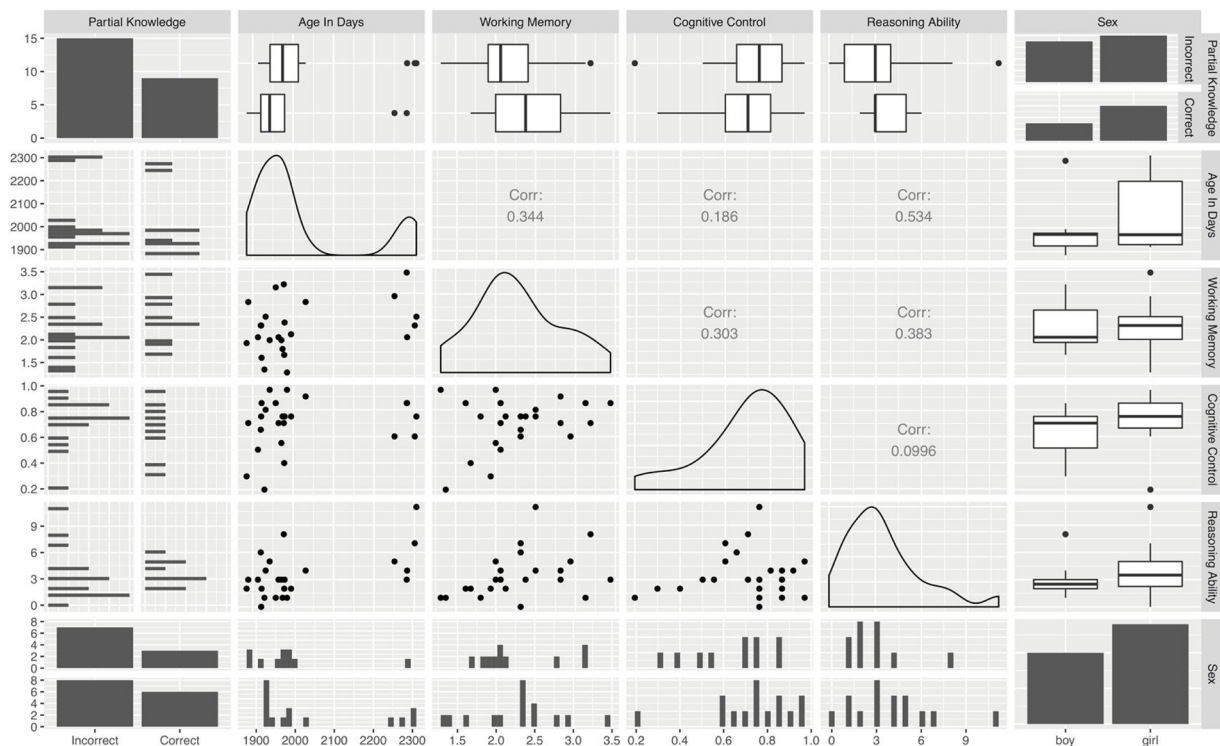 Partial Knowledge Age In Days Working Memory Cognitive Control Reasoning Ability Sex
15
10
5
0
Incorrect
Correct
Partial Knowledge
2300
2200
2100
2000
1900
Corr:
0.344
Corr:
0.186
Corr:
0.534
Age In Days
3.5
3.0
2.5
2.0
1.5
Corr:
0.303
Corr:
0.383
Working Memory
1.0
0.8
0.6
0.4
0.2
Corr:
0.0996
Cognitive Control
9
6
3
0
Reasoning Ability
8
6
4
2
0
8
6
4
2
0
Sex
Incorrect Correct 1900 2000 2100 2200 2300 1.5 2.0 2.5 3.0 3.5 0.2 0.4 0.6 0.8 1.0 0 3 6 9 boy girl